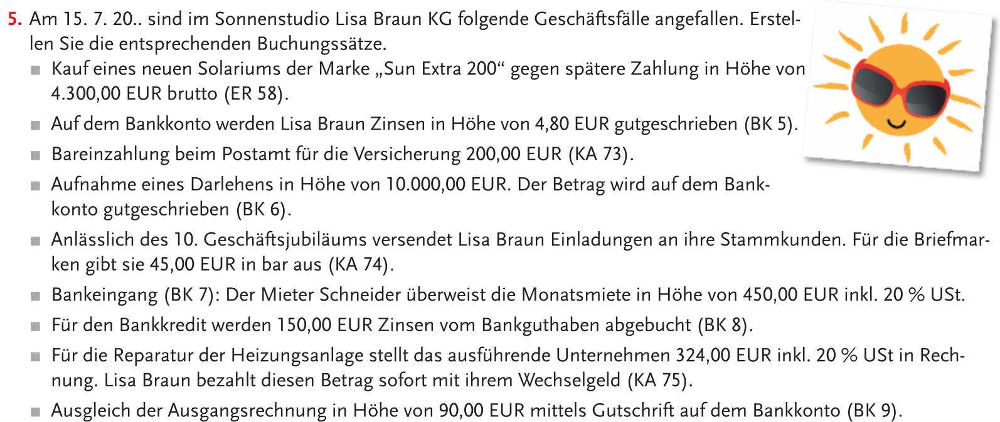 5. Am 15. 7. 20.. sind im Sonnenstudio Lisa Braun KG folgende Geschäftsfälle angefallen. Erstel-
len Sie die entsprechenden Buchungssätze.
■ Kauf eines neuen Solariums der Marke „Sun Extra 200“ gegen spätere Zahlung in Höhe von
4.300,00 EUR brutto (ER 58).
■ Auf dem Bankkonto werden Lisa Braun Zinsen in Höhe von 4,80 EUR gutgeschrieben (BK 5).
■ Bareinzahlung beim Postamt für die Versicherung 200,00 EUR (KA 73).
■ Aufnahme eines Darlehens in Höhe von 10.000,00 EUR. Der Betrag wird auf dem Bank-
konto gutgeschrieben (BK 6).
■ Anlässlich des 10. Geschäftsjubiläums versendet Lisa Braun Einladungen an ihre Stammkunden. Für die Briefmar-
ken gibt sie 45,00 EUR in bar aus (KA 74).
■ Bankeingang (BK 7): Der Mieter Schneider überweist die Monatsmiete in Höhe von 450,00 EUR inkl. 20 % USt.
■ Für den Bankkredit werden 150,00 EUR Zinsen vom Bankguthaben abgebucht (BK 8).
■ Für die Reparatur der Heizungsanlage stellt das ausführende Unternehmen 324,00 EUR inkl. 20 % USt in Rech-
nung. Lisa Braun bezahlt diesen Betrag sofort mit ihrem Wechselgeld (KA 75).
■ Ausgleich der Ausgangsrechnung in Höhe von 90,00 EUR mittels Gutschrift auf dem Bankkonto (BK 9).